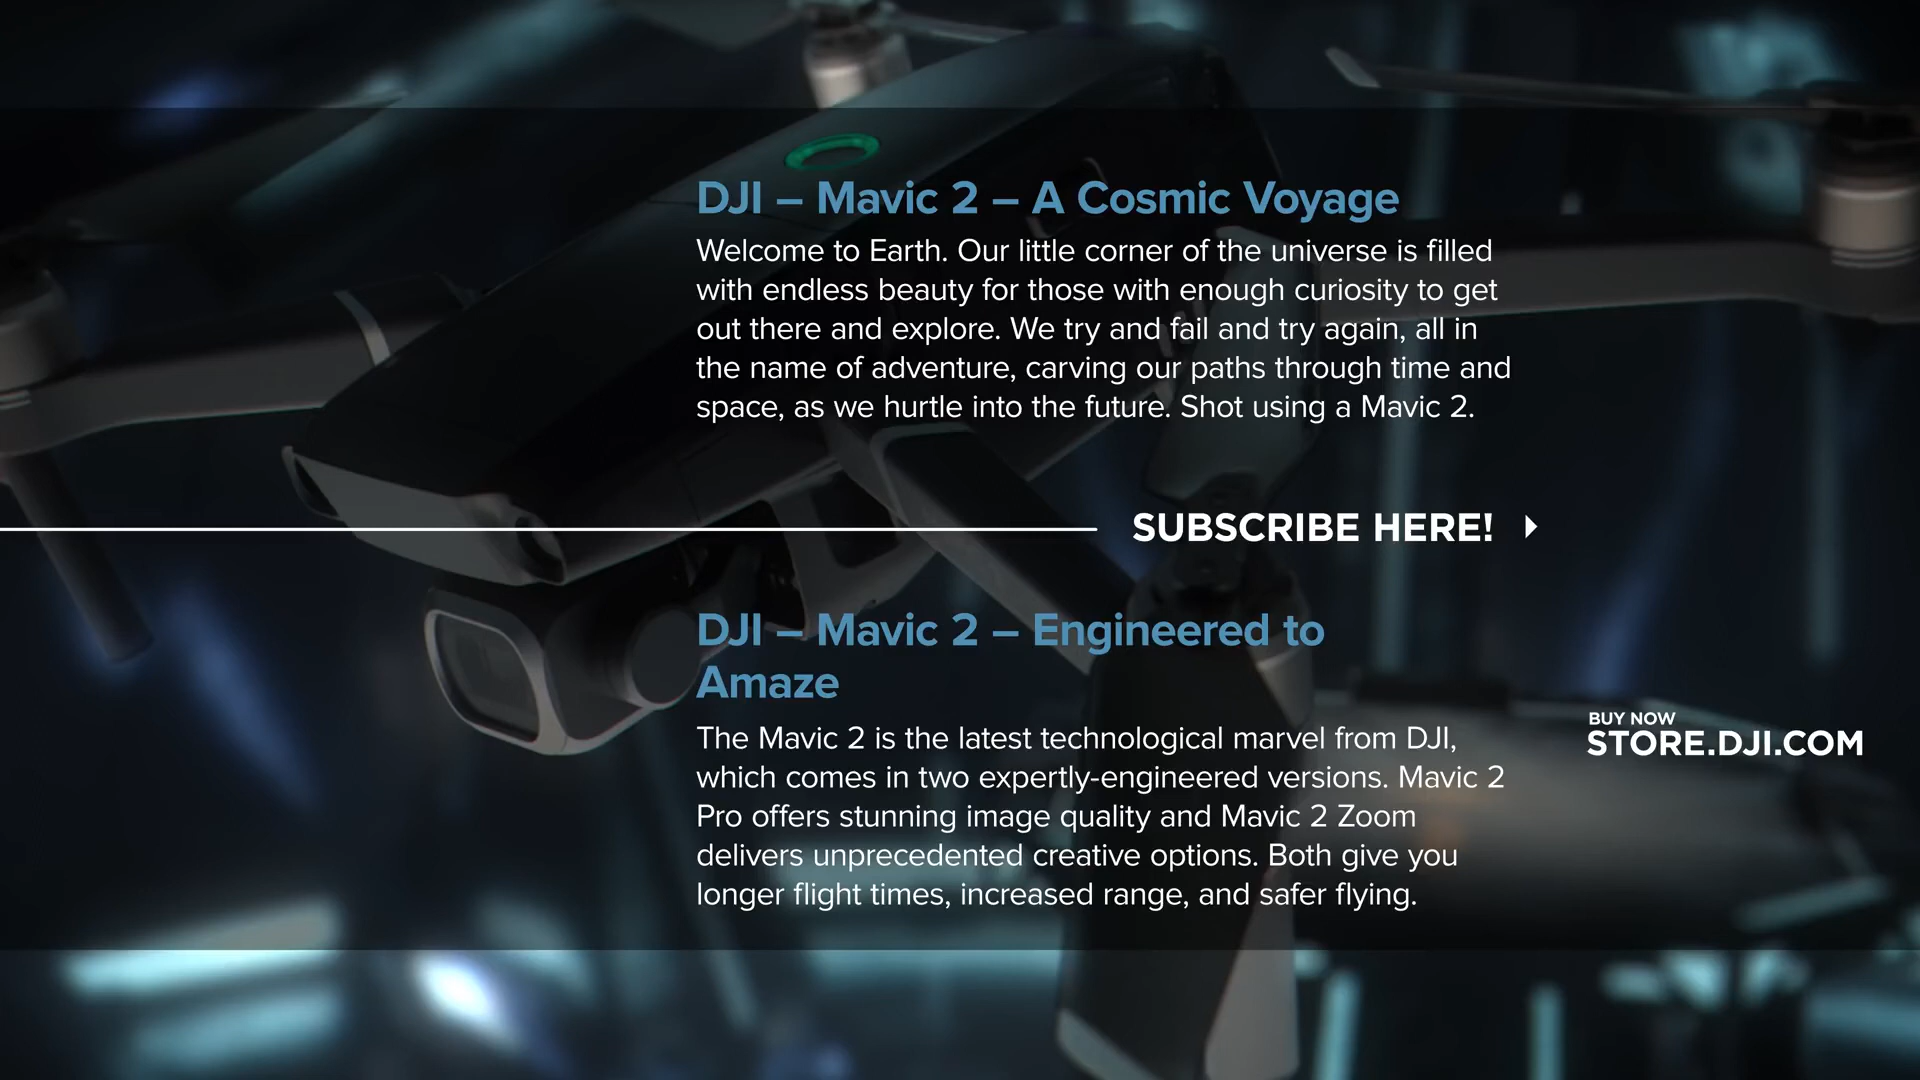 DJI – Mavic 2 – A Cosmic Voyage
Welcome to Earth. Our little corner of the universe is filled
with endless beauty for those with enough curiosity to get
out there and explore. We try and fail and try again, all in
the name of adventure, carving our paths through time and
space, as we hurtle into the future. Shot using a Mavic 2.
SUBSCRIBE HERE!
DJI – Mavic 2 – Engineered to
Amaze
The Mavic 2 is the latest technological marvel from DJI,
which comes in two expertly-engineered versions. Mavic 2
Pro offers stunning image quality and Mavic 2 Zoom
delivers unprecedented creative options. Both give you
longer flight times, increased range, and safer flying.
BUY NOW
STORE.DJI.COM